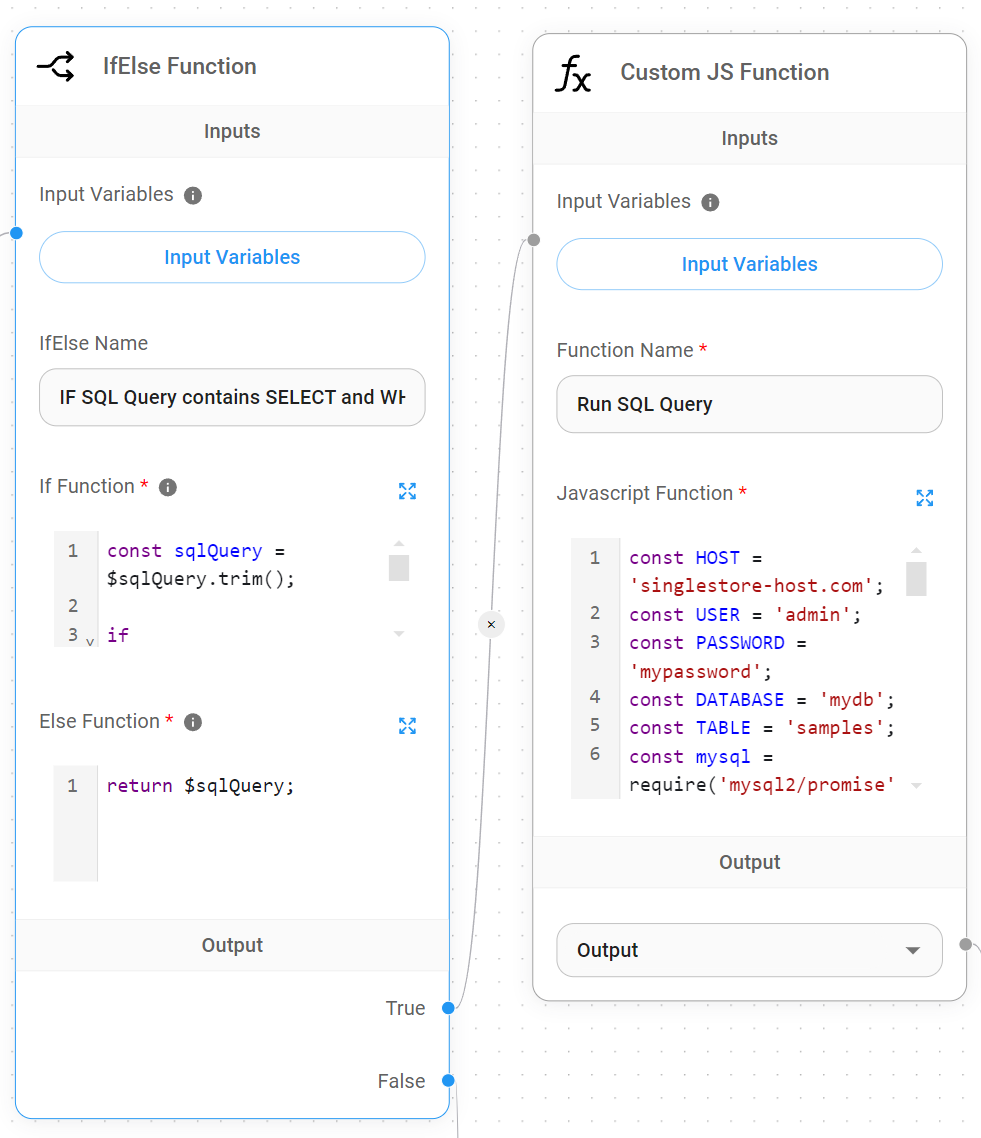 IfElse Function
Inputs
Input Variables
Input Variables
IfElse Name
IF SQL Query contains SELECT and
If Function *
1 const sqlQuery =
$sqlQuery.trim();
2
3 if
Else Function *
1 return $sqlQuery;
Output
True
False
Custom JS Function
Inputs
Input Variables
Input Variables
Function Name *
Run SQL Query
Javascript Function *
1 const HOST =
'singlestore-host.com';
2 const USER = 'admin';
3 const PASSWORD =
'mypassword';
4 const DATABASE = 'mydb';
5 const TABLE = 'samples';
6 const mysql =
require('mysql2/promise'
Output
Output